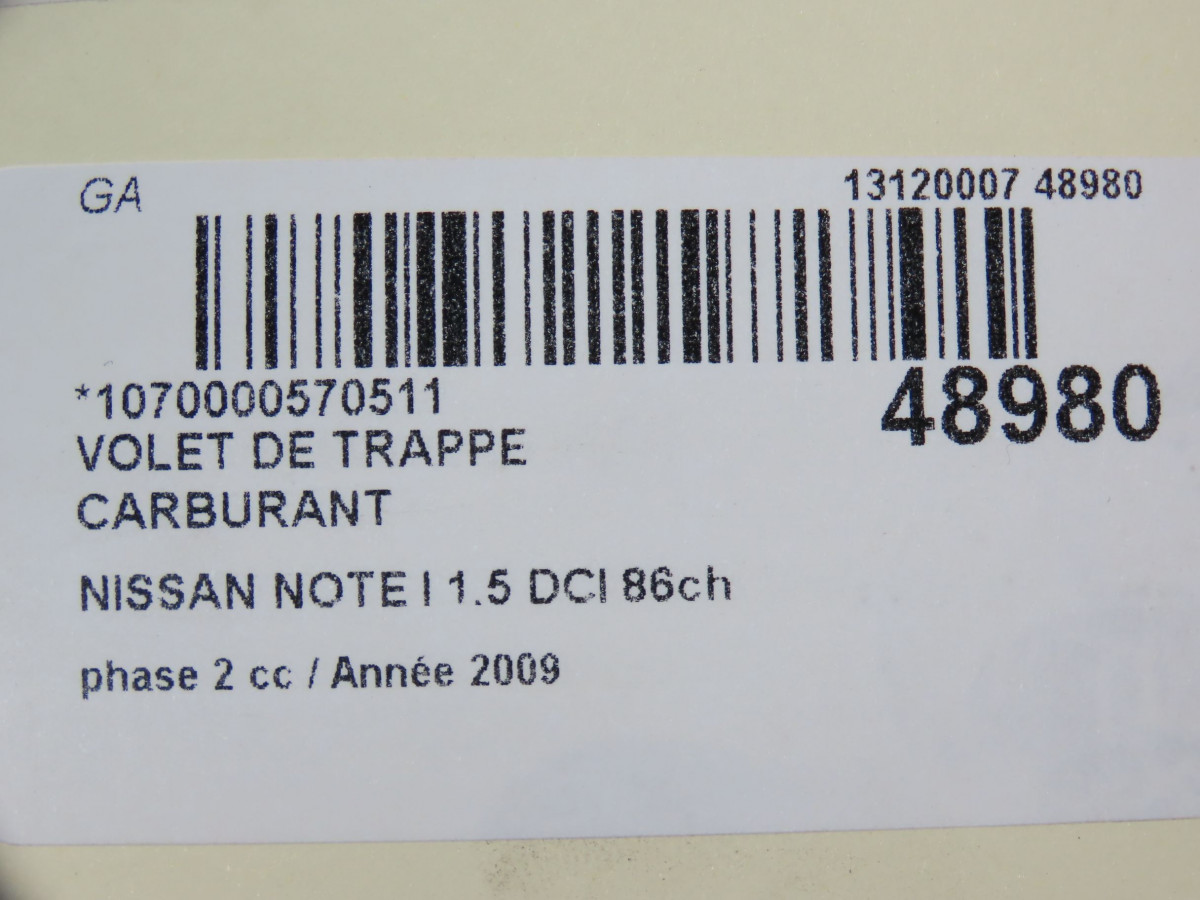 GA
13120007 48980
*1070000570511
48980
VOLET DE TRAPPE
CARBURANT
NISSAN NOTE I 1.5 DCI 86ch
phase 2 cc / Année 2009